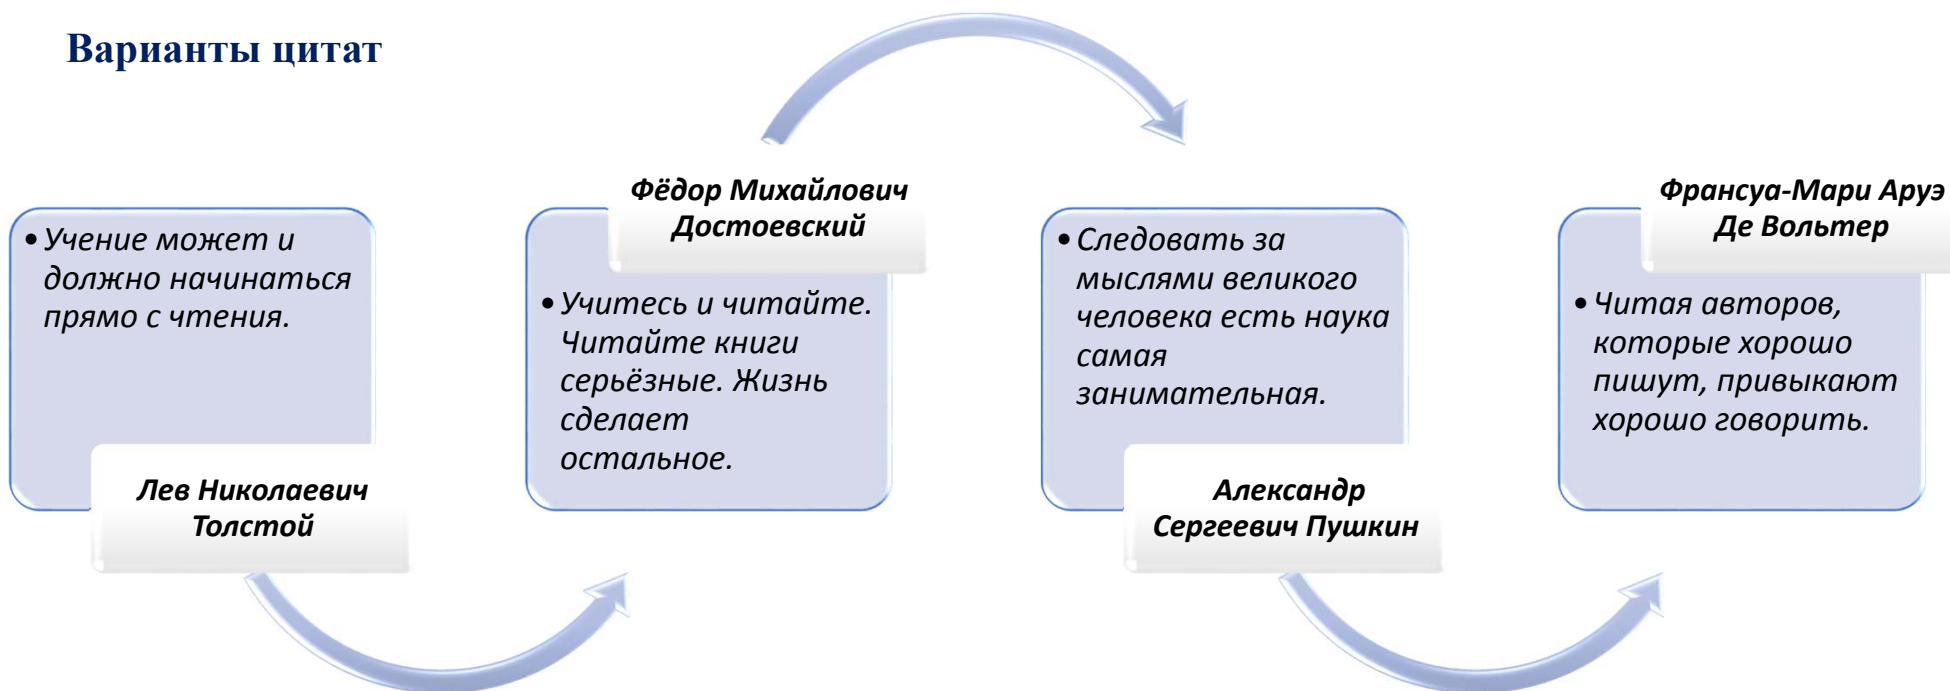 Варианты цитат
•Учение может и
должно начинаться
прямо с чтения.
Лев Николаевич
Толстой
Фёдор Михайлович
Достоевский
•Учитесь и читайте.
Читайте книги
серьёзные. Жизнь
сделает
остальное.
•Следовать за
мыслями великого
человека есть наука
самая
занимательная.
Александр
Сергеевич Пушкин
Франсуа-Мари Аруэ
Де Вольтер
•Читая авторов,
которые хорошо
пишут, привыкают
хорошо говорить.